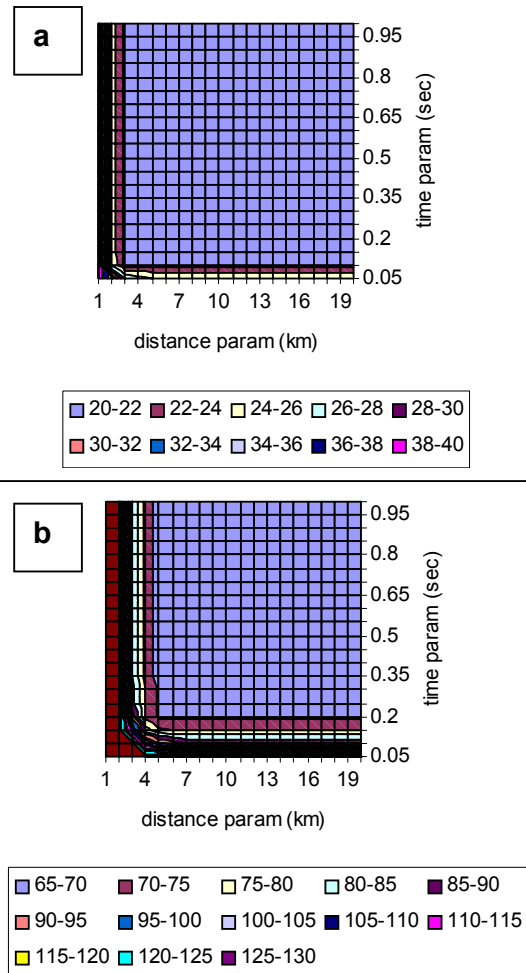 a
0.95
0.8
0.65
0.5
0.35
0.2
0.05
time param (sec)
1 4 7 10 13 16 19
distance param (km)
20-22 22-24 24-26 26-28 28-30
30-32 32-34 34-36 36-38 38-40
b
0.95
0.8
0.65
0.5
0.35
0.2
0.05
time param (sec)
1 4 7 10 13 16 19
distance param (km)
65-70 70-75 75-80 80-85 85-90
90-95 95-100 100-105 105-110 110-115
115-120 120-125 125-130